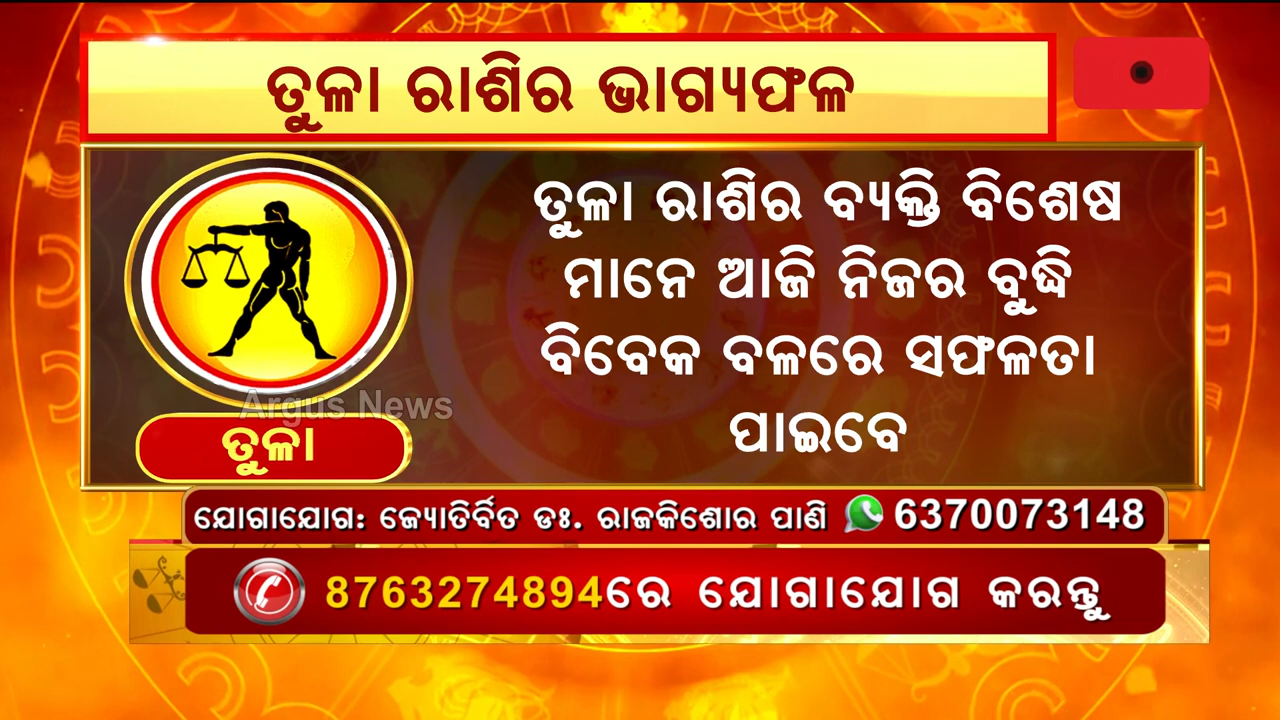 ତୁଳା ରାଶିର ଭାଗ୍ୟଫଳ
ତୁଳା ରାଶିର ବ୍ୟକ୍ତି ବିଶେଷ
ମାନେ ଆଜି ନିଜର ବୁଦ୍ଧି
ବିବେକ ବଳରେ ସଫଳତା
ପାଇବେ
Argus News
ତୁଳା
ଯୋଗାଯୋଗ: ଜ୍ୟୋତିର୍ବିତ ଡଃ. ରାଜକିଶୋର ପାଣି 6370073148
8763274894ରେ ଯୋଗାଯୋଗ କରନ୍ତୁ